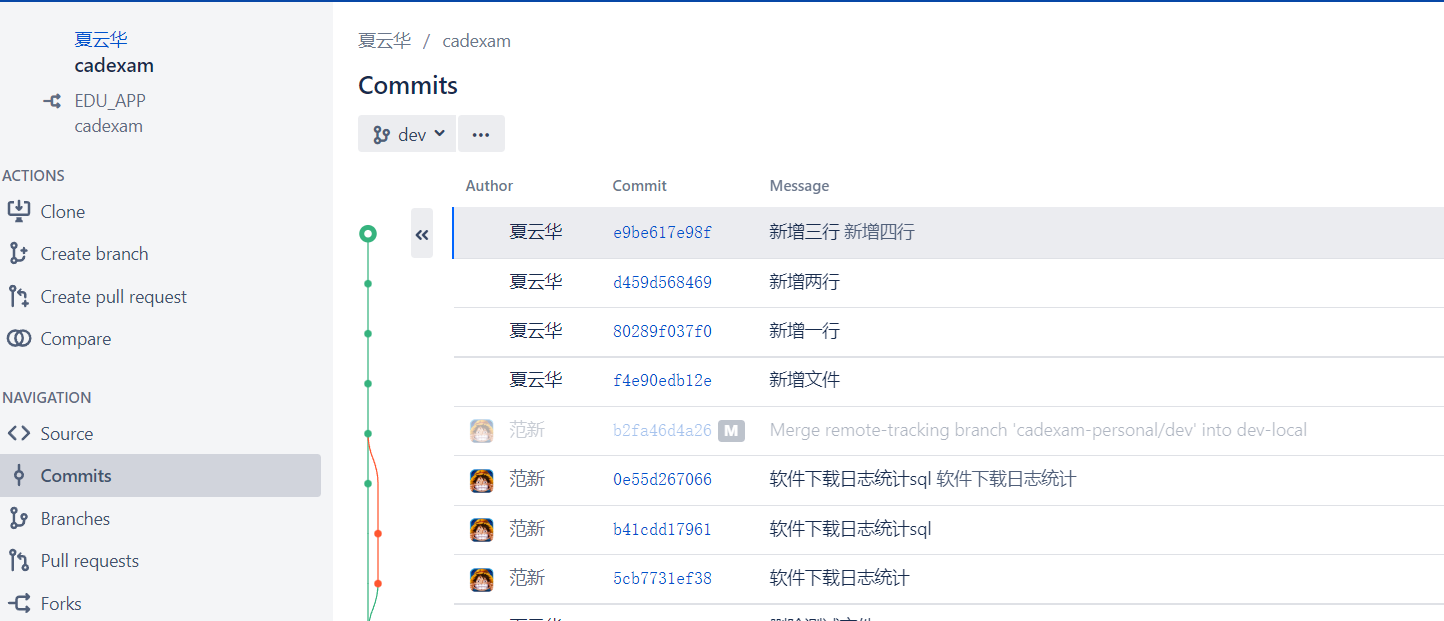 夏云华
cadexam
EDU_APP
cadexam
ACTIONS
Clone
Create branch
Create pull request
Compare
NAVIGATION
Source
Commits
Branches
Pull requests
Forks
夏云华 / cadexam
Commits
dev
Author Commit Message
夏云华 e9be617e98f 新增三行 新增四行
夏云华 d459d568469 新增两行
夏云华 80289f037f0 新增一行
夏云华 f4e90edb12e 新增文件
范新 b2fa46d4a26 M Merge remote-tracking branch 'cadexam-personal/dev' into dev-local
范新 0e55d267066 软件下载日志统计sql 软件下载日志统计
范新 b41cdd17961 软件下载日志统计sql
范新 5cb7731ef38 软件下载日志统计